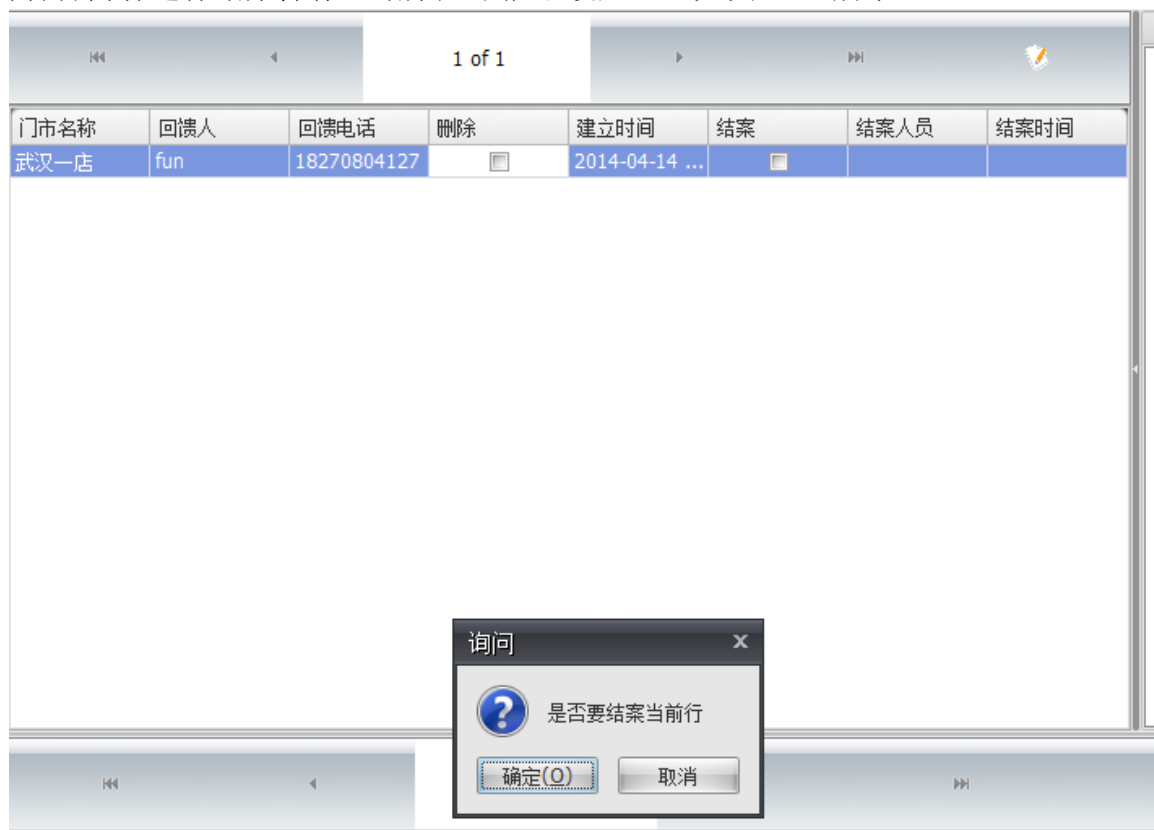 1 of 1
门市名称 回馈人 回馈电话 删除 建立时间 结案 结案人员 结案时间
武汉一店 fun 18270804127 2014-04-14 ...
询问 x
是否要结案当前行
确定(O) 取消